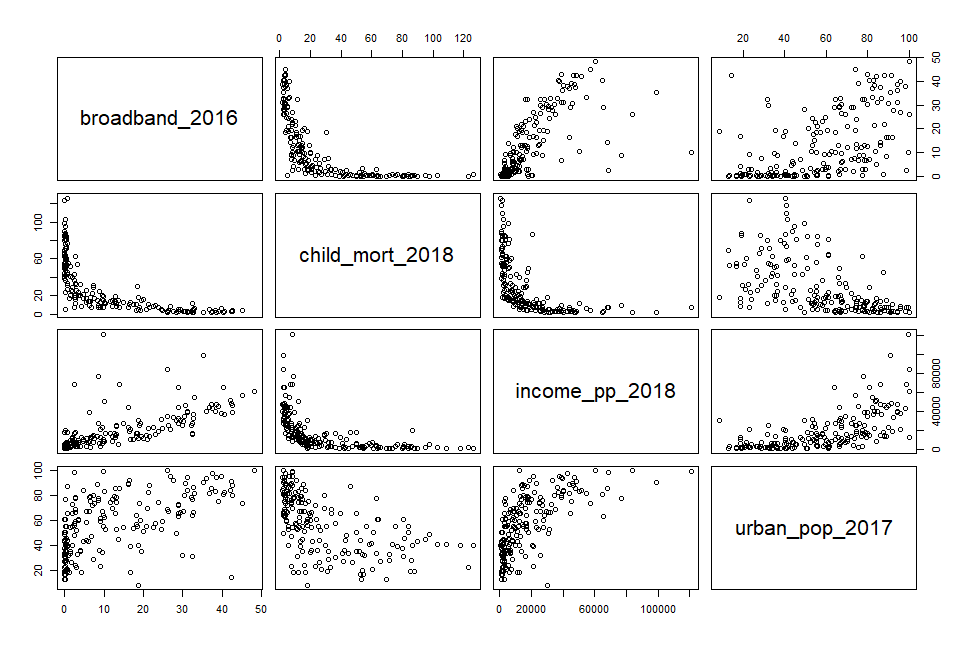 0 20 40 60 80 100 120
20 40 60 80 100
broadband_2016
0 10 20 30 40 50
0 20 60 100
child_mort_2018
income_pp_2018
0 40000 80000
20 40 60 80 100
urban_pop_2017
0 10 20 30 40 50
0 20000 60000 100000